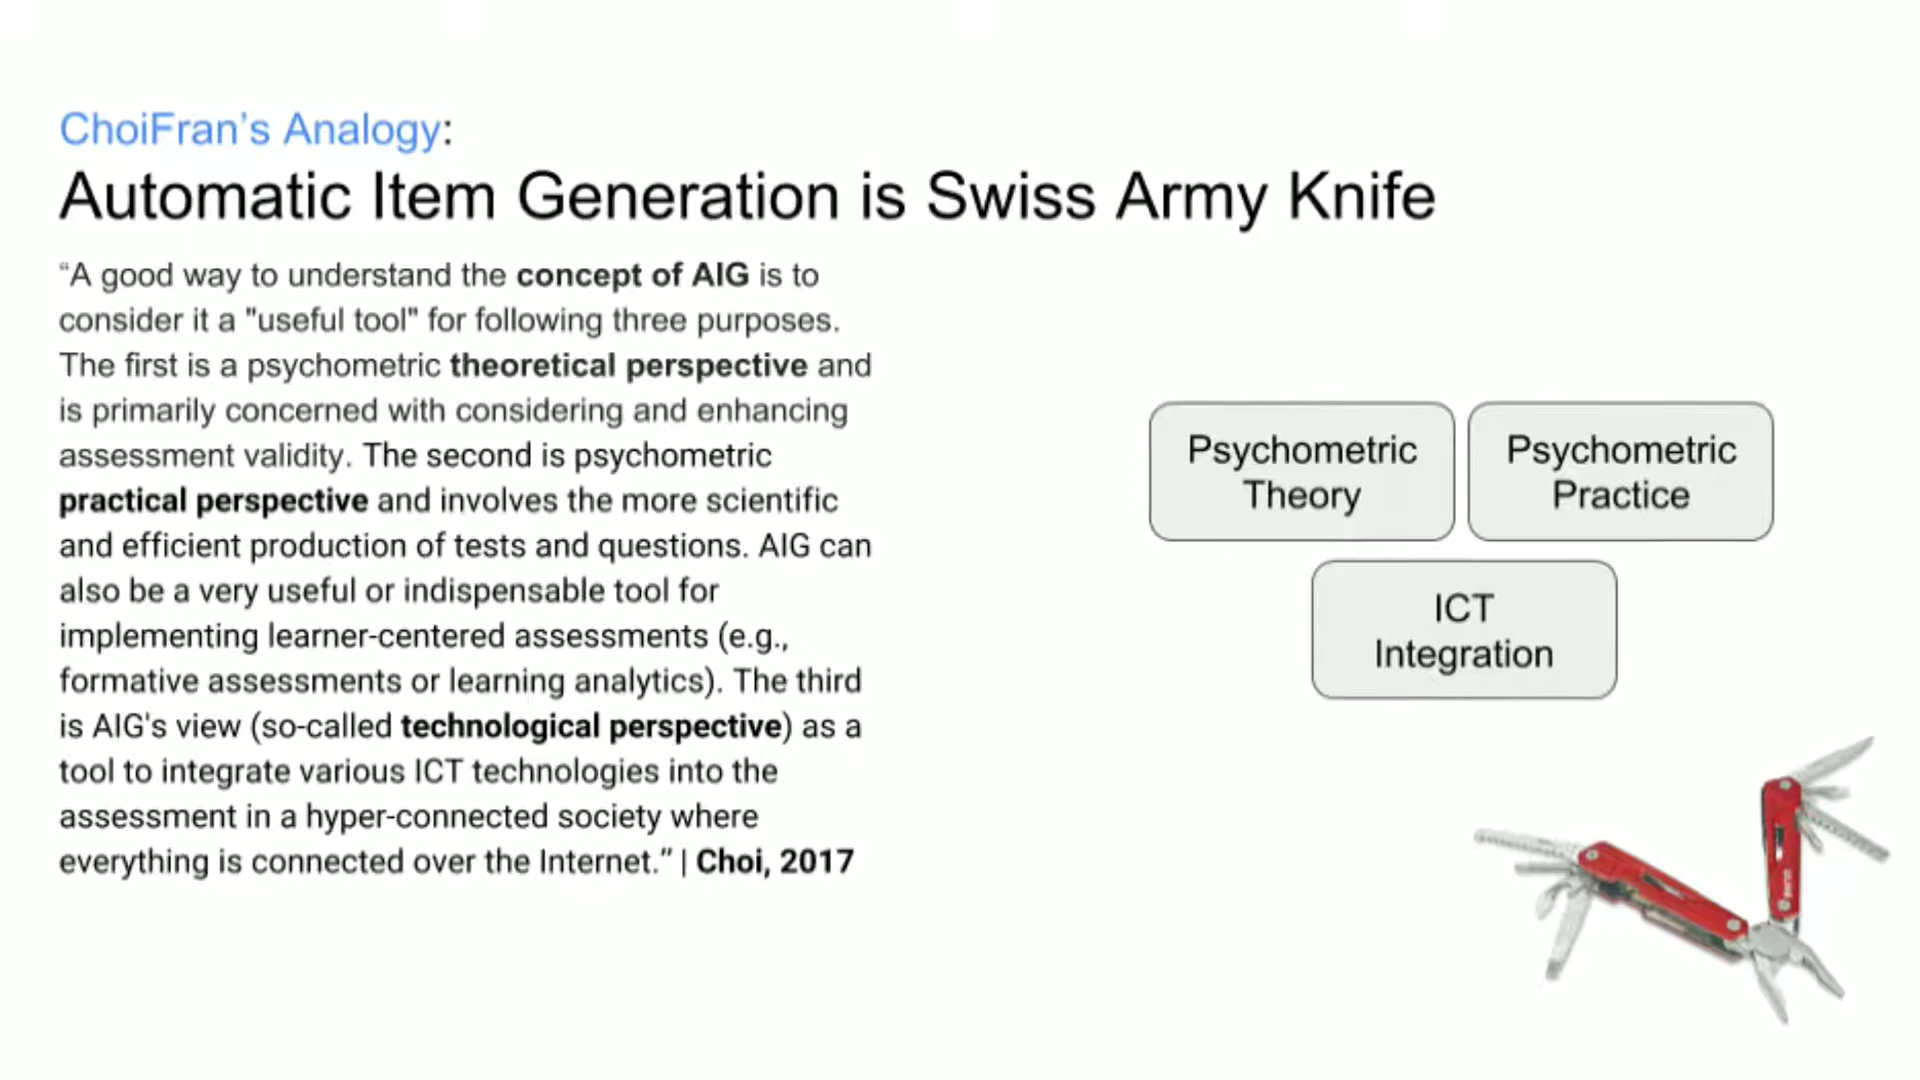 ChoiFran’s Analogy:
Automatic Item Generation is Swiss Army Knife
“A good way to understand the concept of AIG is to
consider it a "useful tool" for following three purposes.
The first is a psychometric theoretical perspective and
is primarily concerned with considering and enhancing
assessment validity. The second is psychometric
practical perspective and involves the more scientific
and efficient production of tests and questions. AIG can
also be a very useful or indispensable tool for
implementing learner-centered assessments (e.g.,
formative assessments or learning analytics). The third
is AIG's view (so-called technological perspective) as a
tool to integrate various ICT technologies into the
assessment in a hyper-connected society where
everything is connected over the Internet.” | Choi, 2017
Psychometric
Theory
Psychometric
Practice
ICT
Integration